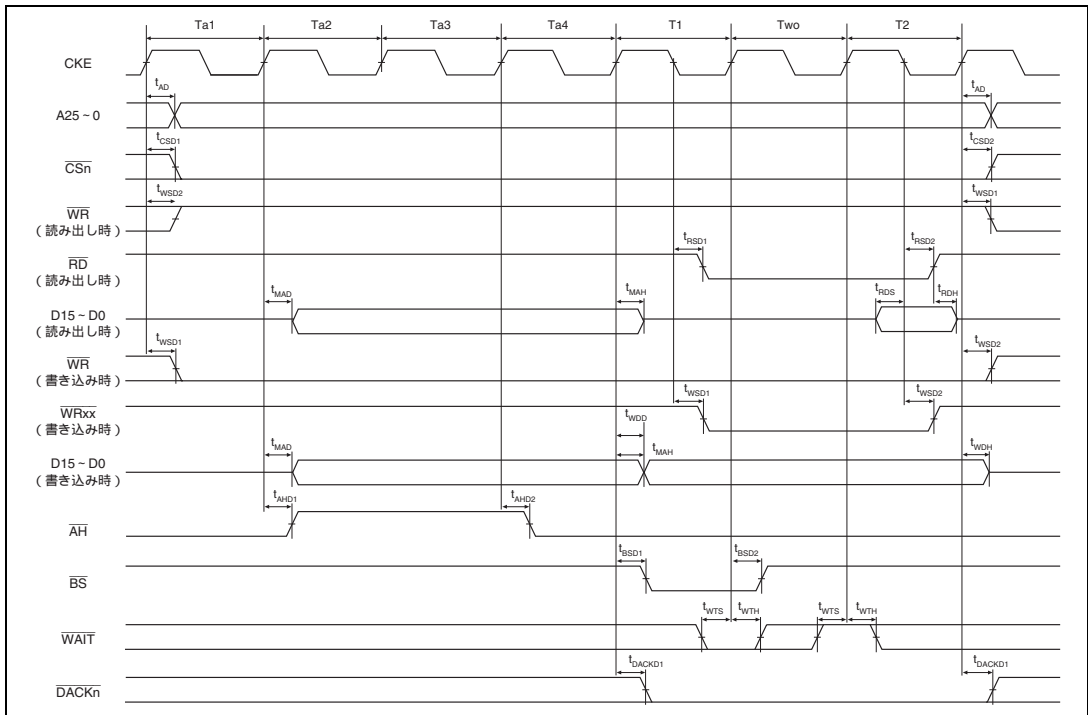 Ta1 Ta2 Ta3 Ta4 T1 Two T2
CKE
tAD tAD
A25~0
tCSD1 tCSD2
CSn
tWSD2 tWSD1
WR
(読み出し時)
tRSD1 tRSD2
RD
(読み出し時)
tMAD tMAH tRDS tRDH
D15~D0
(読み出し時)
tWSD1 tWSD2
WR
(書き込み時)
tWSD1 tWSD2
WRxx
(書き込み時)
tWDD
tMAD tMAH tWDH
D15~D0
(書き込み時)
tAHD1 tAHD2
AH
tBSD1 tBSD2
BS
tWTS tWTH tWTS tWTH
WAIT
tDACKD1 tDACKD1
DACKn